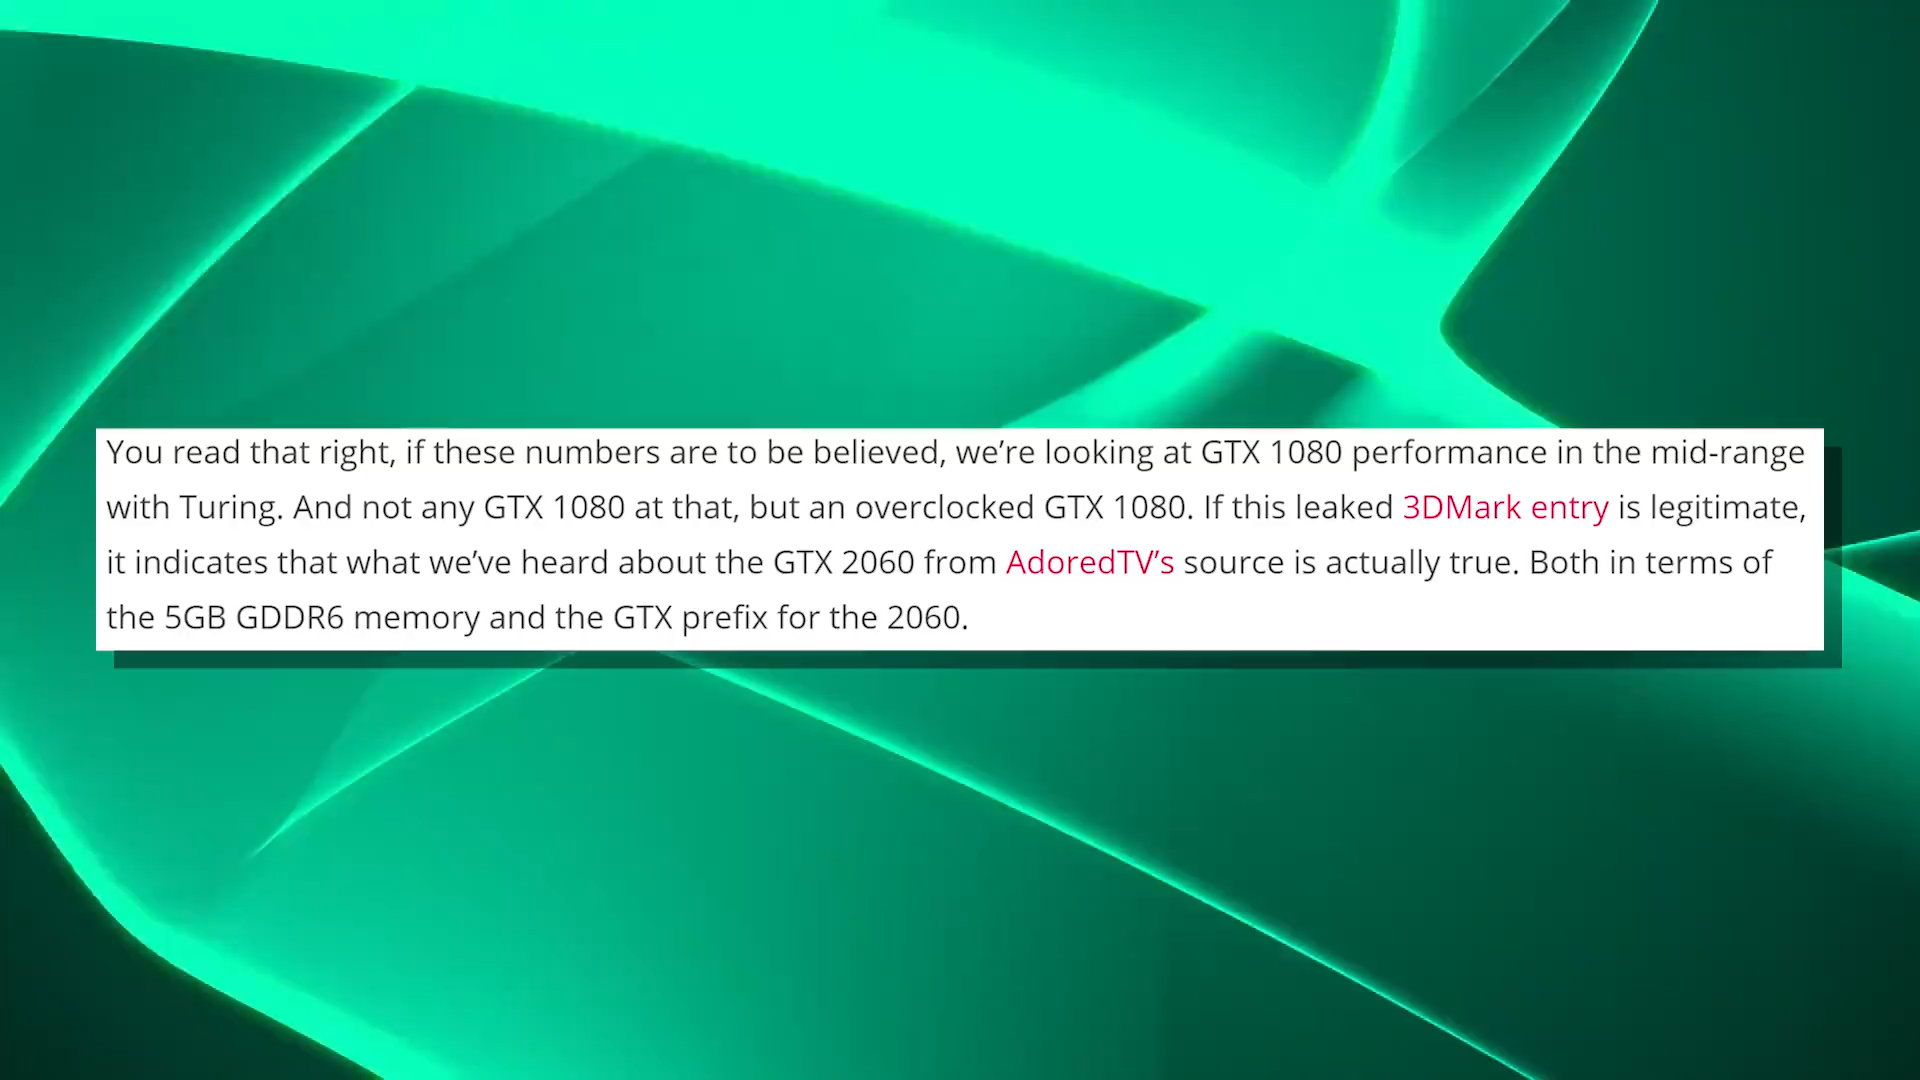 You read that right, if these numbers are to be believed, we’re looking at GTX 1080 performance in the mid-range
with Turing. And not any GTX 1080 at that, but an overclocked GTX 1080. If this leaked 3DMark entry is legitimate,
it indicates that what we’ve heard about the GTX 2060 from AdoredTV’s source is actually true. Both in terms of
the 5GB GDDR6 memory and the GTX prefix for the 2060.